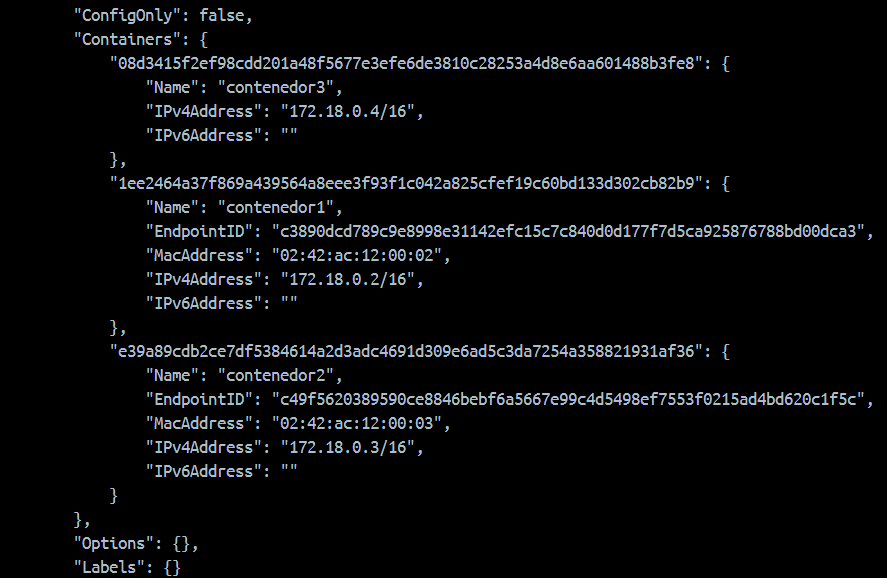 "ConfigOnly": false,
"Containers": {
"08d3415f2ef98cdd201a48f5677e3efe6de3810c28253a4d8e6aa601488b3fe8": {
"Name": "contenedor3",
"IPv4Address": "172.18.0.4/16",
"IPv6Address": ""
},
"1ee2464a37f869a439564a8eee3f93f1c042a825cfef19c60bd133d302cb82b9": {
"Name": "contenedor1",
"EndpointID": "c3890dcd789c9e8998e31142efc15c7c840d0d177f7d5ca925876788bd00dca3",
"MacAddress": "02:42:ac:12:00:02",
"IPv4Address": "172.18.0.2/16",
"IPv6Address": ""
},
"e39a89cdb2ce7df5384614a2d3adc4691d309e6ad5c3da7254a358821931af36": {
"Name": "contenedor2",
"EndpointID": "c49f5620389590ce8846bebf6a5667e99c4d5498ef7553f0215ad4bd620c1f5c",
"MacAddress": "02:42:ac:12:00:03",
"IPv4Address": "172.18.0.3/16",
"IPv6Address": ""
}
},
"Options": {},
"Labels": {}